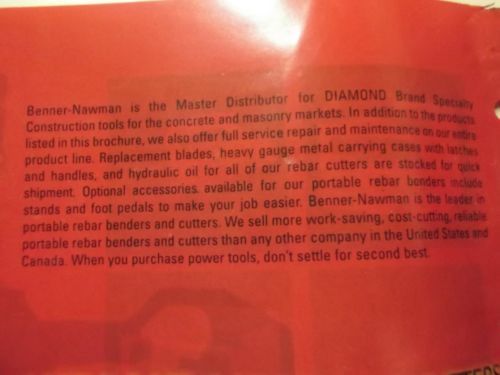 Benner-Nawman is the Master Distributor for DIAMOND Brand Specialty
Construction tools for the concrete and masonry markets. In addition to the products
listed in this brochure, we also offer full service repair and maintenance on our entire
product line. Replacement blades, heavy gauge metal carrying cases with latches
and handles, and hydraulic oil for all of our rebar cutters are stocked for quick
shipment. Optional accessories available for our portable rebar benders include
stands and foot pedals to make your job easier. Benner-Nawman is the leader in
portable rebar benders and cutters. We sell more work-saving, cost-cutting, reliable
portable rebar benders and cutters than any other company in the United States and
Canada. When you purchase power tools, don't settle for second best.